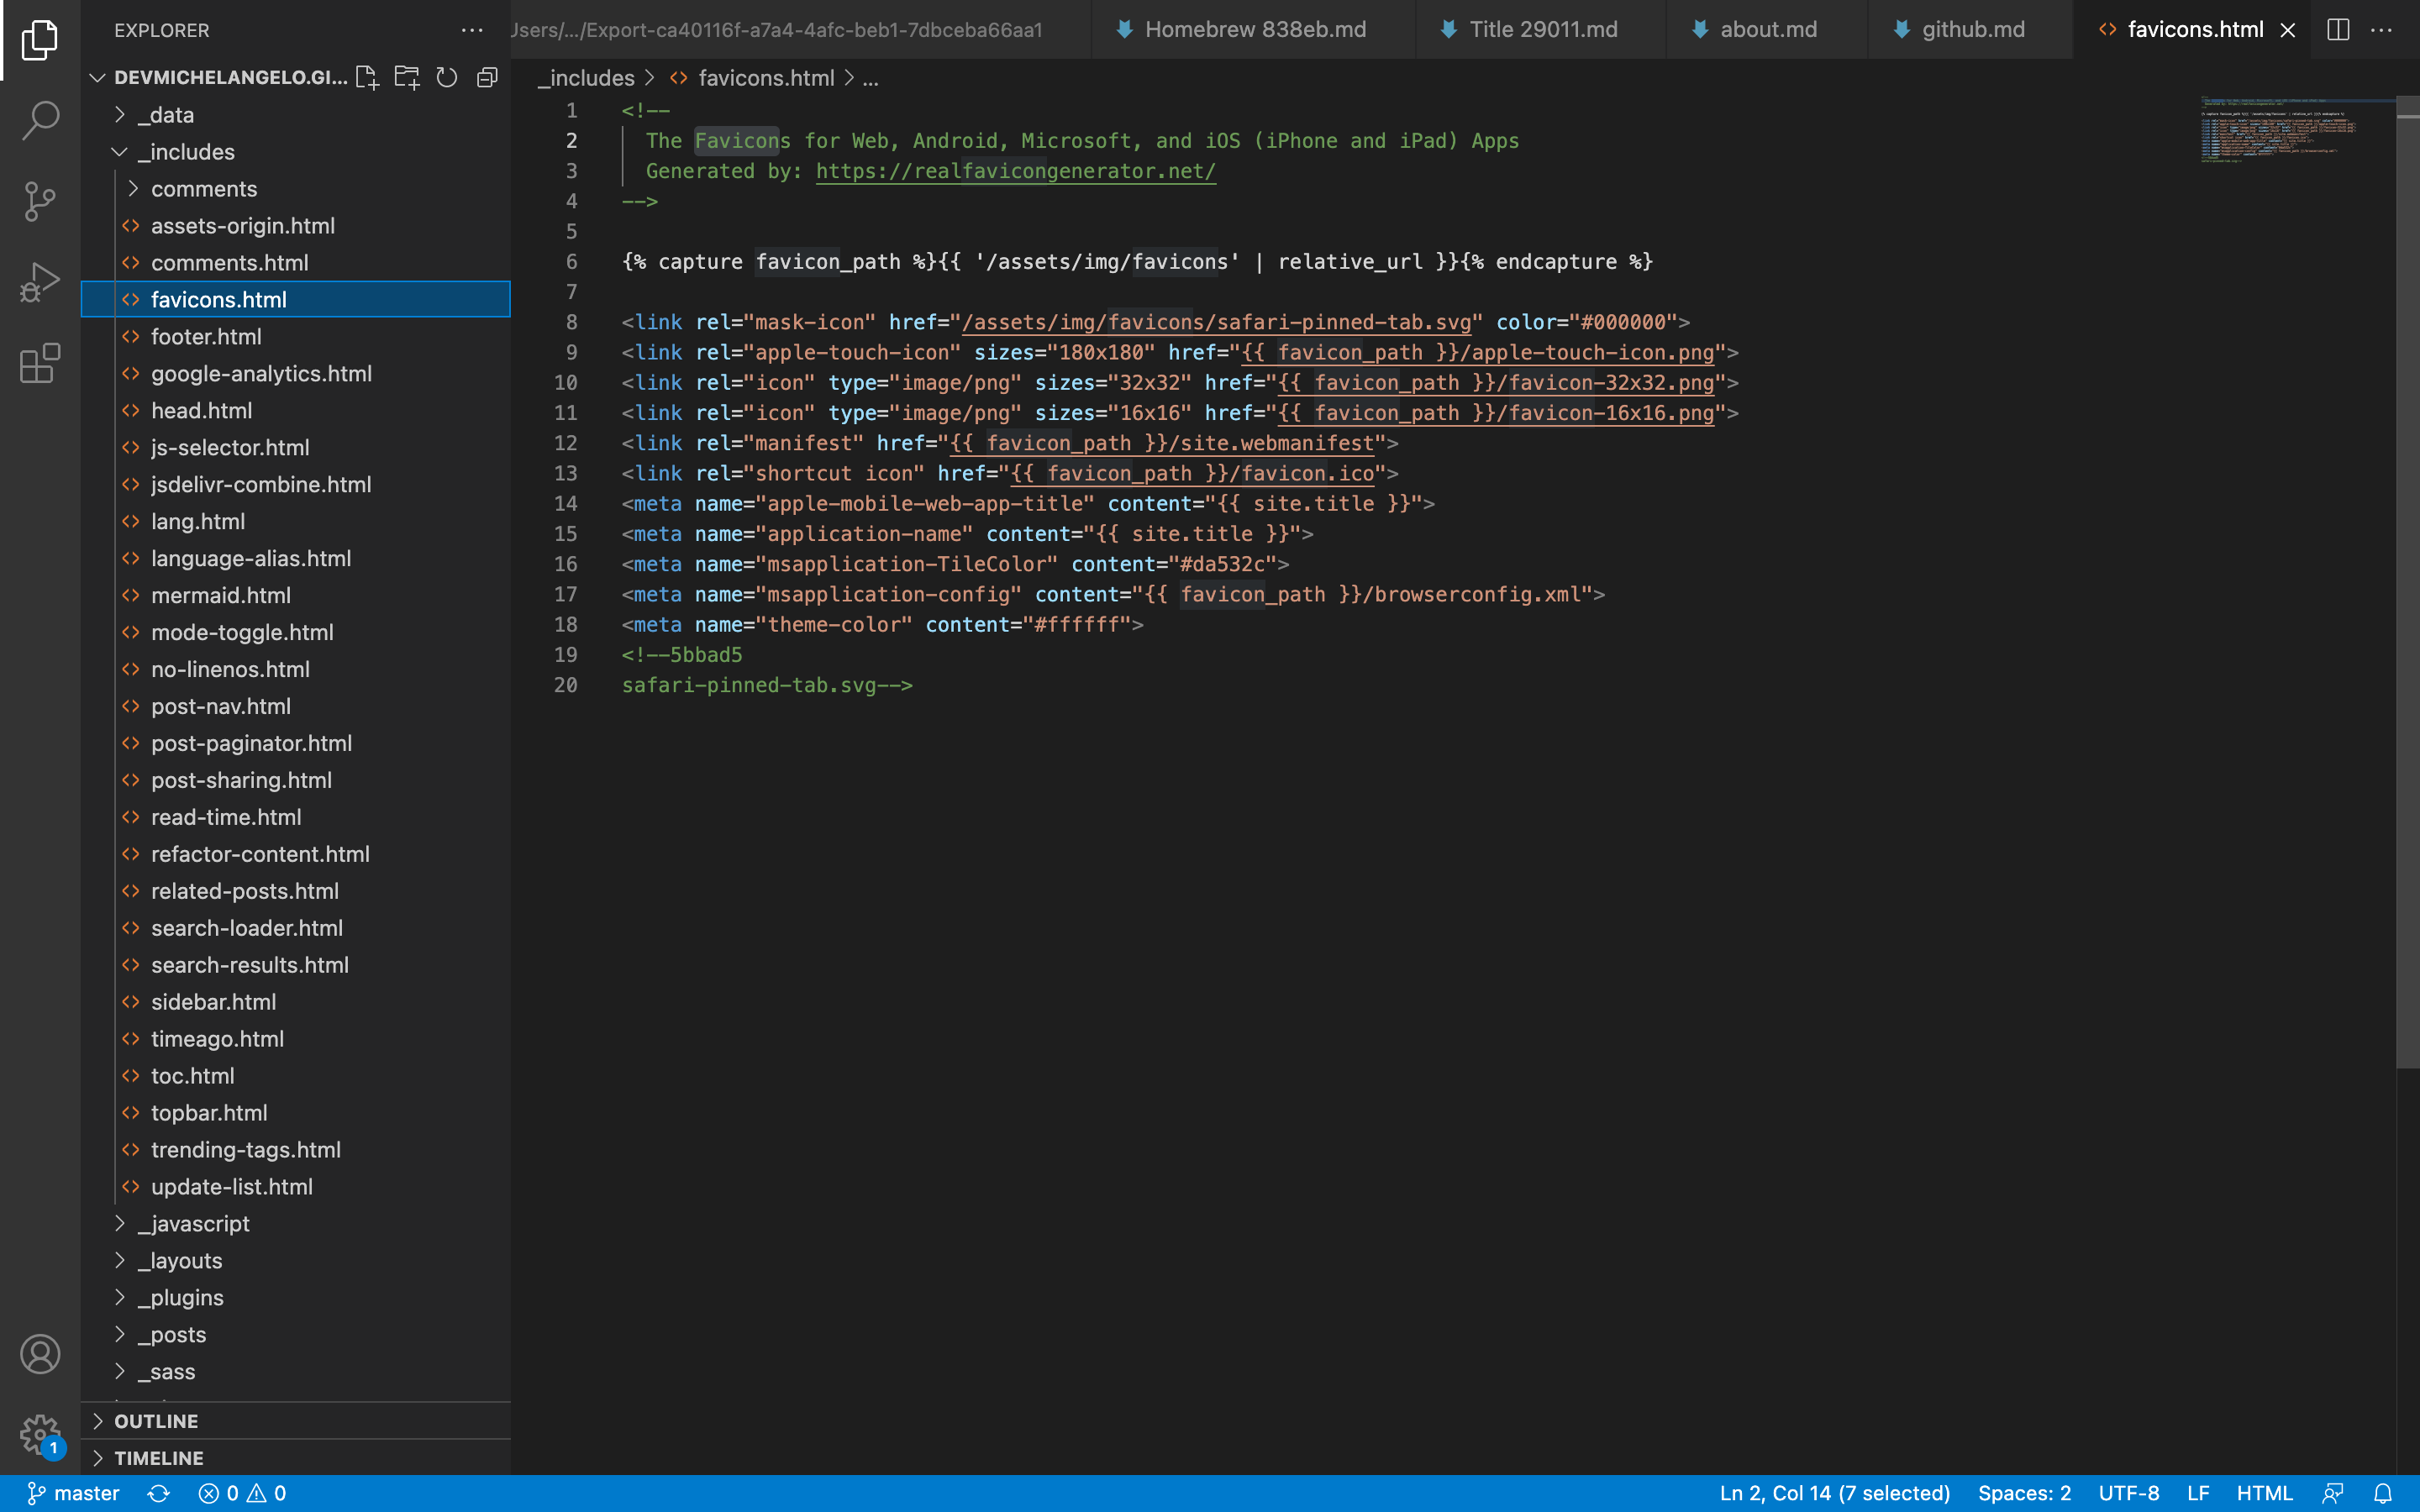 EXPLORER
DEVMICHELANGELO.GI...
_data
_includes
comments
assets-origin.html
comments.html
favicons.html
footer.html
google-analytics.html
head.html
js-selector.html
jsdelivr-combine.html
lang.html
language-alias.html
mermaid.html
mode-toggle.html
no-linenos.html
post-nav.html
post-paginator.html
post-sharing.html
read-time.html
refactor-content.html
related-posts.html
search-loader.html
search-results.html
sidebar.html
timeago.html
toc.html
topbar.html
trending-tags.html
update-list.html
_javascript
_layouts
_plugins
_posts
_sass
OUTLINE
TIMELINE
1
Users/.../Export-ca40116f-a7a4-4afc-beb1-7dbceba66aa1 Homebrew 838eb.md Title 29011.md about.md github.md favicons.html
_includes > favicons.html > ...
1 <!--
2 The Favicons for Web, Android, Microsoft, and iOS (iPhone and iPad) Apps
3 Generated by: https://realfavicongenerator.net/
4 -->
5
6 {% capture favicon_path %}{{ '/assets/img/favicons' | relative_url }}{% endcapture %}
7
8 <link rel="mask-icon" href="/assets/img/favicons/safari-pinned-tab.svg" color="#000000">
9 <link rel="apple-touch-icon" sizes="180x180" href="{{ favicon_path }}/apple-touch-icon.png">
10 <link rel="icon" type="image/png" sizes="32x32" href="{{ favicon_path }}/favicon-32x32.png">
11 <link rel="icon" type="image/png" sizes="16x16" href="{{ favicon_path }}/favicon-16x16.png">
12 <link rel="manifest" href="{{ favicon_path }}/site.webmanifest">
13 <link rel="shortcut icon" href="{{ favicon_path }}/favicon.ico">
14 <meta name="apple-mobile-web-app-title" content="{{ site.title }}">
15 <meta name="application-name" content="{{ site.title }}">
16 <meta name="msapplication-TileColor" content="#da532c">
17 <meta name="msapplication-config" content="{{ favicon_path }}/browserconfig.xml">
18 <meta name="theme-color" content="#ffffff">
19 <!--5bbad5
20 safari-pinned-tab.svg-->
master 0 0 Ln 2, Col 14 (7 selected) Spaces: 2 UTF-8 LF HTML